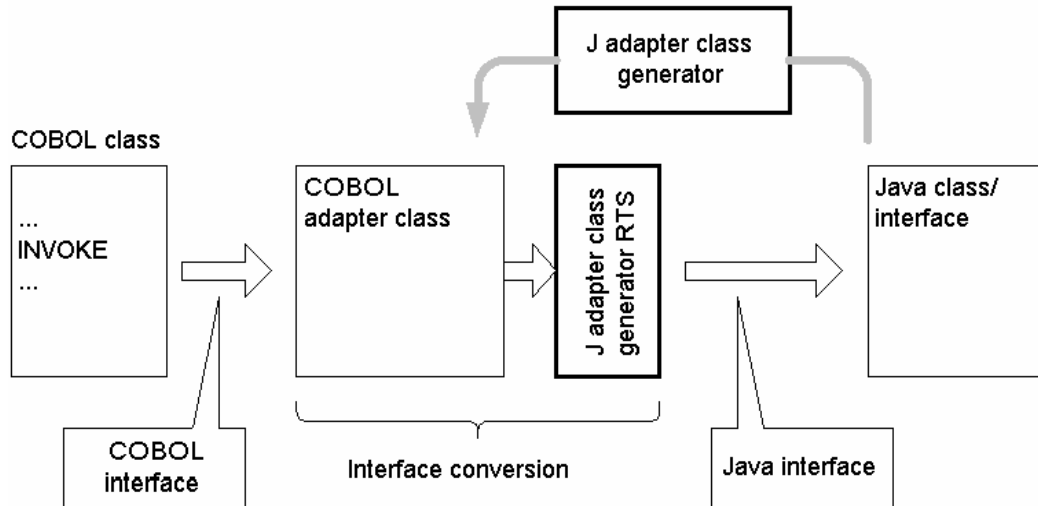 J adapter class
generator
COBOL class
...
INVOKE
...
COBOL
adapter class
J adapter class
generator RTS
Java class/
interface
COBOL
interface
Interface conversion
Java interface